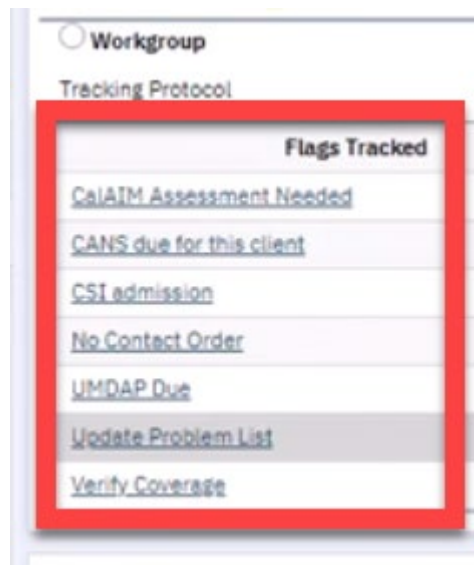 Workgroup
Tracking Protocol
Flags Tracked
CalAIM Assessment Needed
CANS due for this client
CSI admission
No Contact Order
UMDAP Due
Update Problem List
Verify Coverage